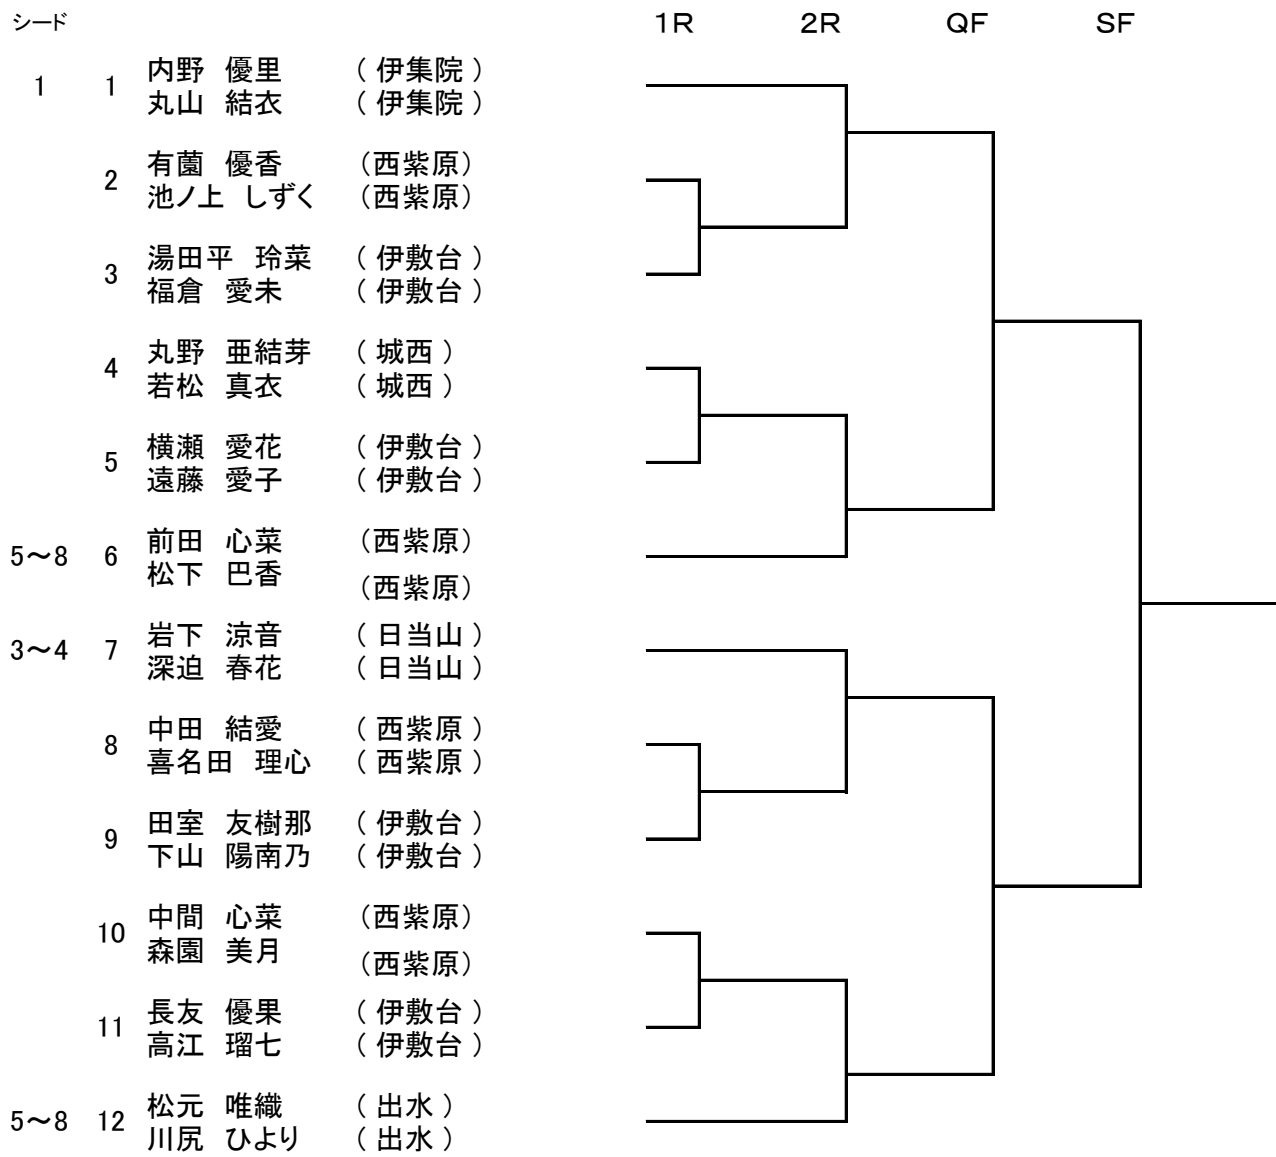 シード 1R 2R QF SF
1 1 内野 優里 ( 伊集院 )
丸山 結衣 ( 伊集院 )
2 有薗 優香 (西紫原)
池ノ上 しずく (西紫原)
3 湯田平 玲菜 ( 伊敷台 )
福倉 愛未 ( 伊敷台 )
4 丸野 亜結芽 ( 城西 )
若松 真衣 ( 城西 )
5 横瀬 愛花 ( 伊敷台 )
遠藤 愛子 ( 伊敷台 )
5～8 6 前田 心菜 (西紫原)
松下 巴香 (西紫原)
3～4 7 岩下 涼音 ( 日当山 )
深迫 春花 ( 日当山 )
8 中田 結愛 ( 西紫原 )
喜名田 理心 ( 西紫原 )
9 田室 友樹那 ( 伊敷台 )
下山 陽南乃 ( 伊敷台 )
10 中間 心菜 (西紫原)
森園 美月 (西紫原)
11 長友 優果 ( 伊敷台 )
高江 瑠七 ( 伊敷台 )
5～8 12 松元 唯織 ( 出水 )
川尻 ひより ( 出水 )